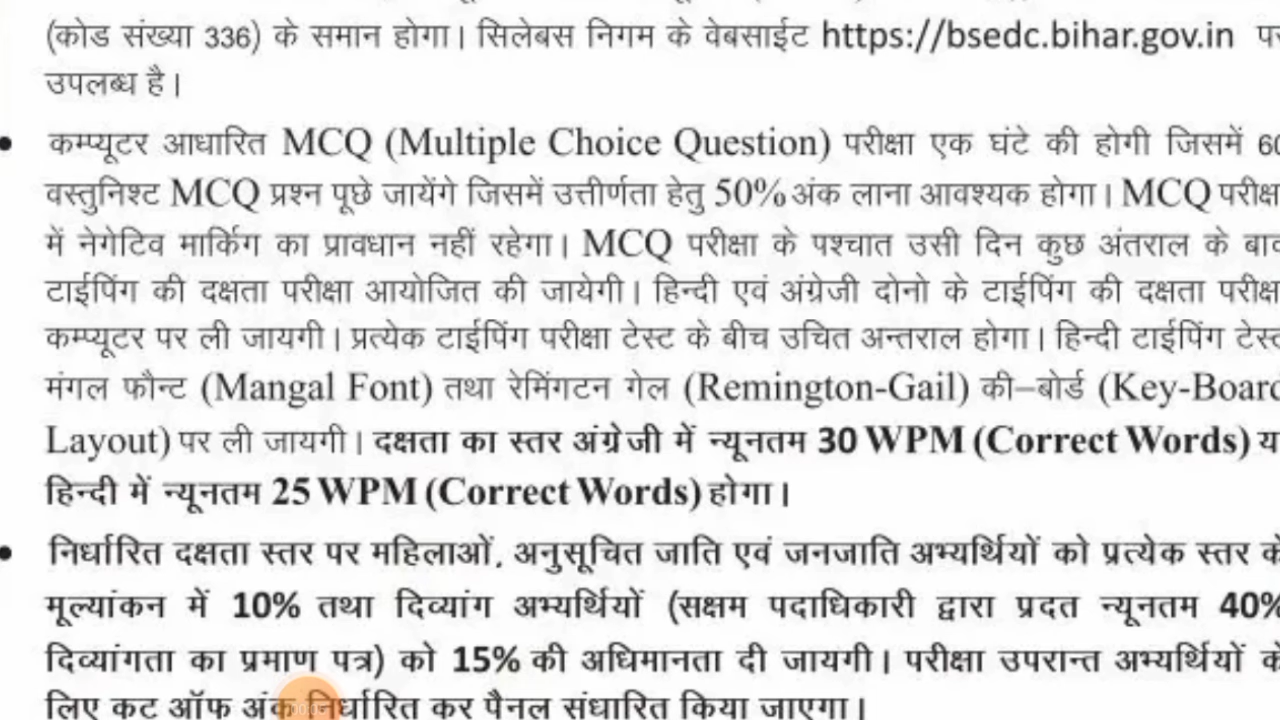 (कोड संख्या 336) के समान होगा। सिलेबस निगम के वेबसाईट https://bsedc.bihar.gov.in
उपलब्ध है।
• कम्प्यूटर आधारित MCQ (Multiple Choice Question) परीक्षा एक घंटे की होगी जिसमें
वस्तुनिश्ट MCQ प्रश्न पूछे जायेंगे जिसमें उत्तीर्णता हेतु 50% अंक लाना आवश्यक होगा। MCQ परीक्षा
में नेगेटिव मार्किग का प्रावधान नहीं रहेगा। MCQ परीक्षा के पश्चात उसी दिन कुछ अंतराल के
टाईपिंग की दक्षता परीक्षा आयोजित की जायेगी। हिन्दी एवं अंग्रेजी दोनो के टाईपिंग की दक्षता परीक्षा
कम्प्यूटर पर ली जायगी। प्रत्येक टाईपिंग परीक्षा टेस्ट के बीच उचित अन्तराल होगा। हिन्दी टाईपिंग
मंगल फौन्ट (Mangal Font) तथा रेमिंगटन गेल (Remington-Gail) की–बोर्ड (Key-Board
Layout) पर ली जायगी। दक्षता का स्तर अंग्रेजी में न्यूनतम 30 WPM (Correct Words)
हिन्दी में न्यूनतम 25 WPM (Correct Words) होगा।
• निर्धारित दक्षता स्तर पर महिलाओं, अनुसूचित जाति एवं जनजाति अभ्यर्थियों को प्रत्येक स्तर के
मूल्यांकन में 10% तथा दिव्यांग अभ्यर्थियों (सक्षम पदाधिकारी द्वारा प्रदत न्यूनतम 40%
दिव्यांगता का प्रमाण पत्र) को 15% की अधिमानता दी जायगी। परीक्षा उपरान्त अभ्यर्थियों के
लिए कट ऑफ अंक निर्धारित कर पैनल संधारित किया जाएगा।